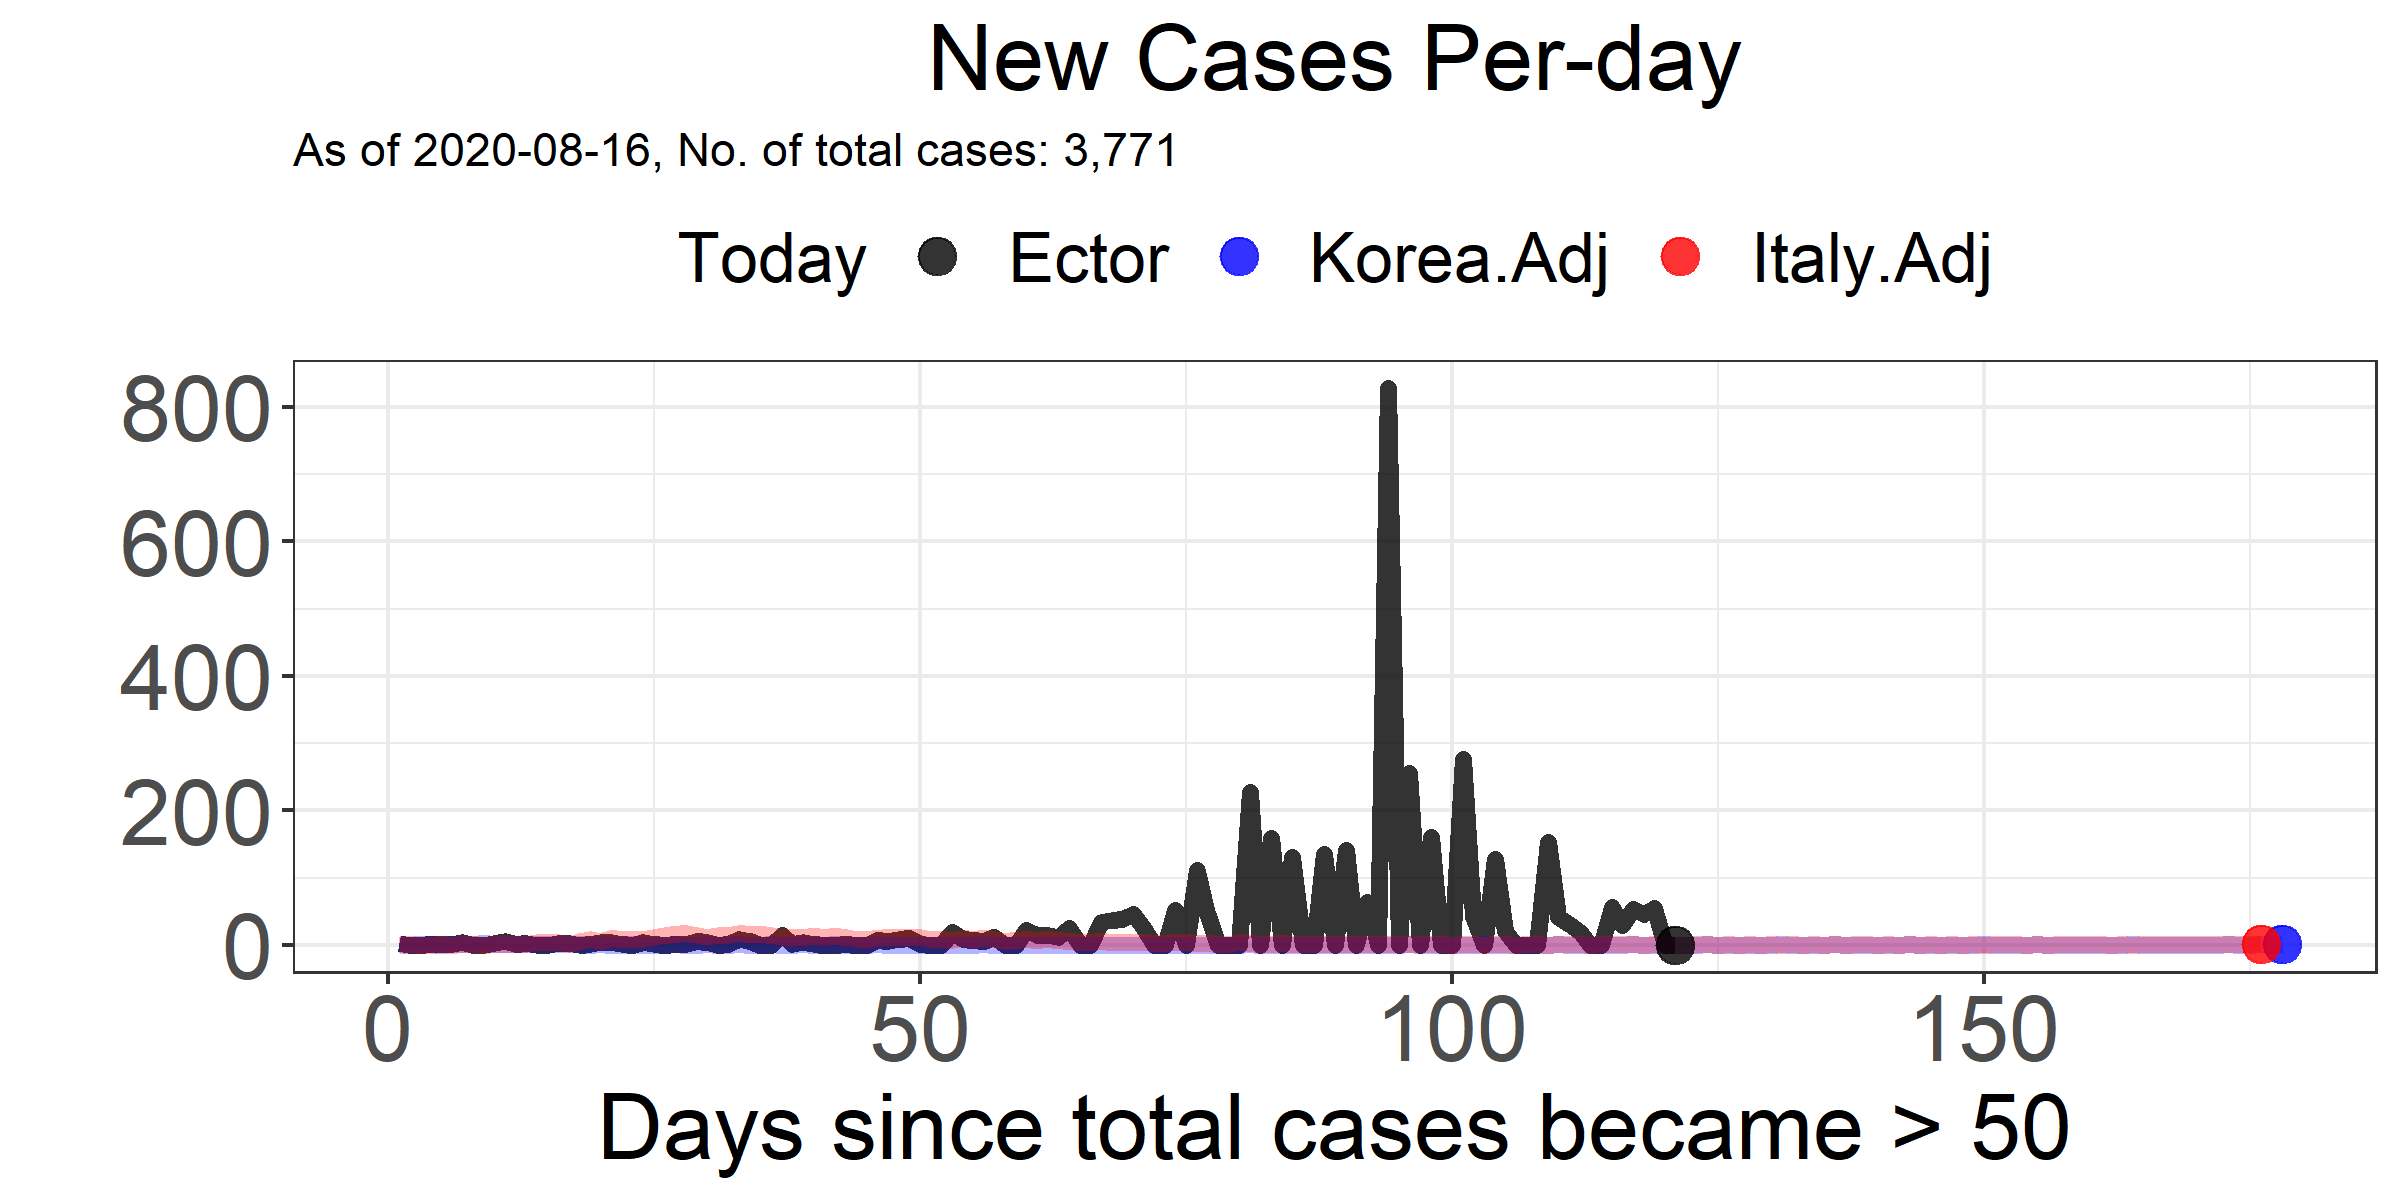 New Cases Per-day
As of 2020-08-16, No. of total cases: 3,771
Today Ector Korea.Adj Italy.Adj
800
600
400
200
0
0 50 100 150
Days since total cases became > 50